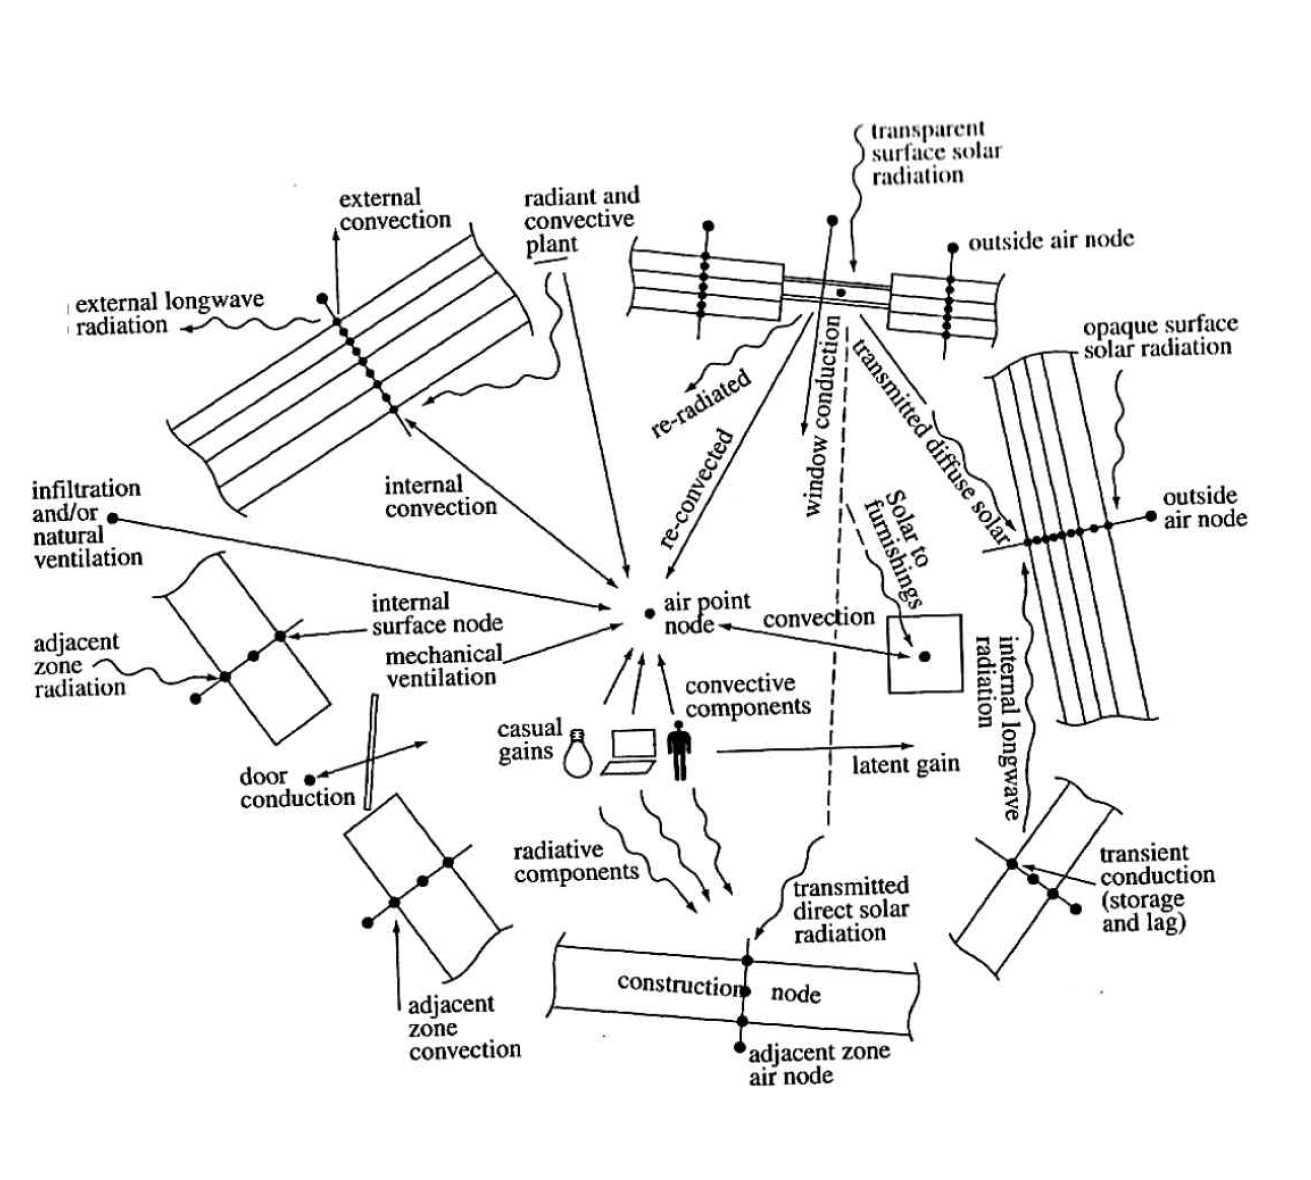 transparent
surface solar
radiation
external
convection
radiant and
convective
plant
outside air node
external longwave
radiation
opaque surface
solar radiation
re-radiated
re-convected
window conduction
transmitted diffuse solar
internal
convection
infiltration
and/or
natural
ventilation
Solar to
furnishings
outside
air node
internal
surface node
air point
node
convection
mechanical
ventilation
adjacent
zone
radiation
internal longwave
radiation
convective
components
casual
gains
latent gain
door
conduction
radiative
components
transmitted
direct solar
radiation
transient
conduction
(storage
and lag)
construction node
adjacent
zone
convection
adjacent zone
air node